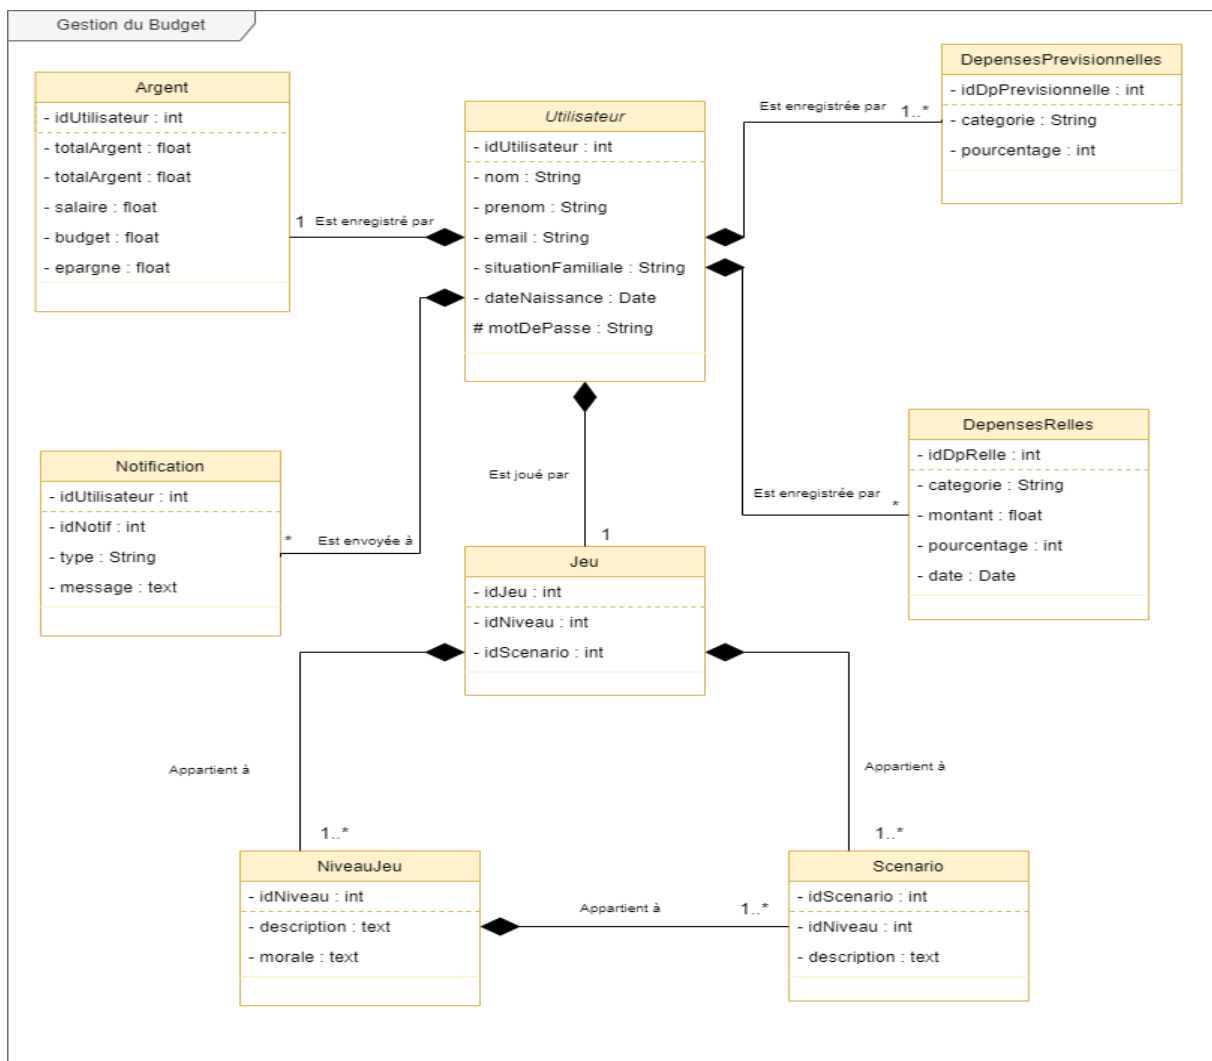 Gestion du Budget
Argent
- idUtilisateur : int
- totalArgent : float
- totalArgent : float
- salaire : float
- budget : float
- epargne : float
1
Est enregistré par
Utilisateur
- idUtilisateur : int
- nom : String
- prenom : String
- email : String
- situationFamiliale : String
- dateNaissance : Date
# motDePasse : String
Est enregistrée par
1..*
DepensesPrevisionnelles
- idDpPrevisionnelle : int
- categorie : String
- pourcentage : int
Notification
- idUtilisateur : int
- idNotif : int
- type : String
- message : text
*
Est envoyée à
Est joué par
1
Est enregistrée par
*
DepensesRelles
- idDpRelle : int
- categorie : String
- montant : float
- pourcentage : int
- date : Date
Jeu
- idJeu : int
- idNiveau : int
- idScenario : int
Appartient à
1..*
Appartient à
1..*
NiveauJeu
- idNiveau : int
- description : text
- morale : text
Appartient à
1..*
Scenario
- idScenario : int
- idNiveau : int
- description : text